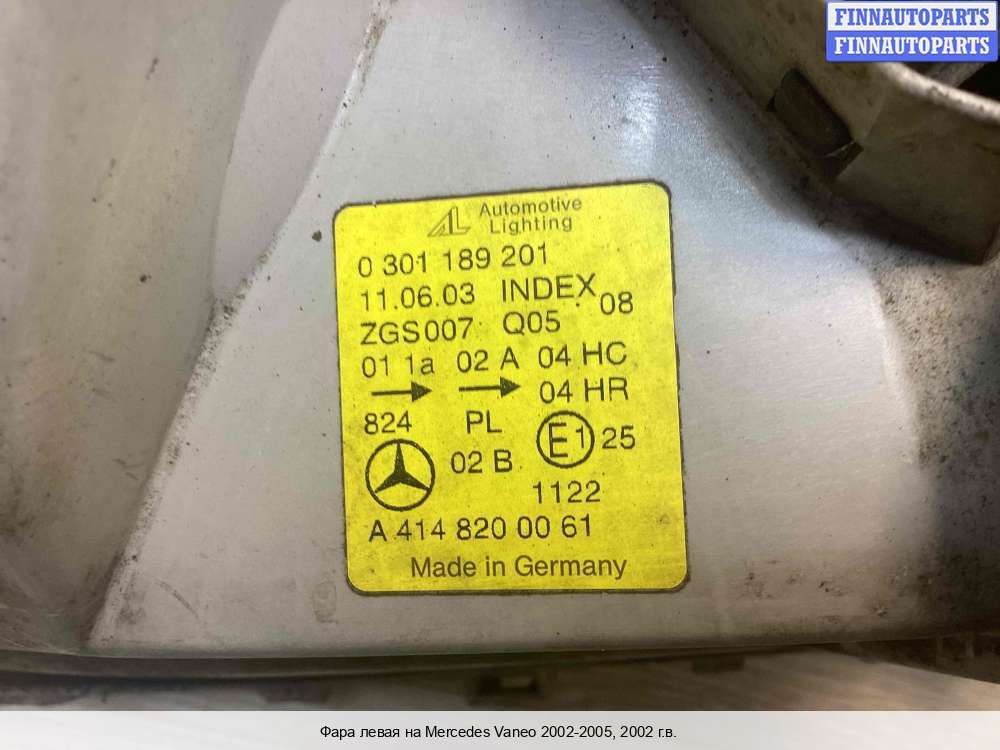 FINNAUTOPARTS
FINNAUTOPARTS
AL Automotive
Lighting
0 301 189 201
11.06.03 INDEX 08
ZGS007 Q05
01 1a 02 A 04 HC
04 HR
824 PL
E1 25
02 B
1122
A 414 820 00 61
Made in Germany
Фара левая на Mercedes Vaneo 2002-2005, 2002 г.в.